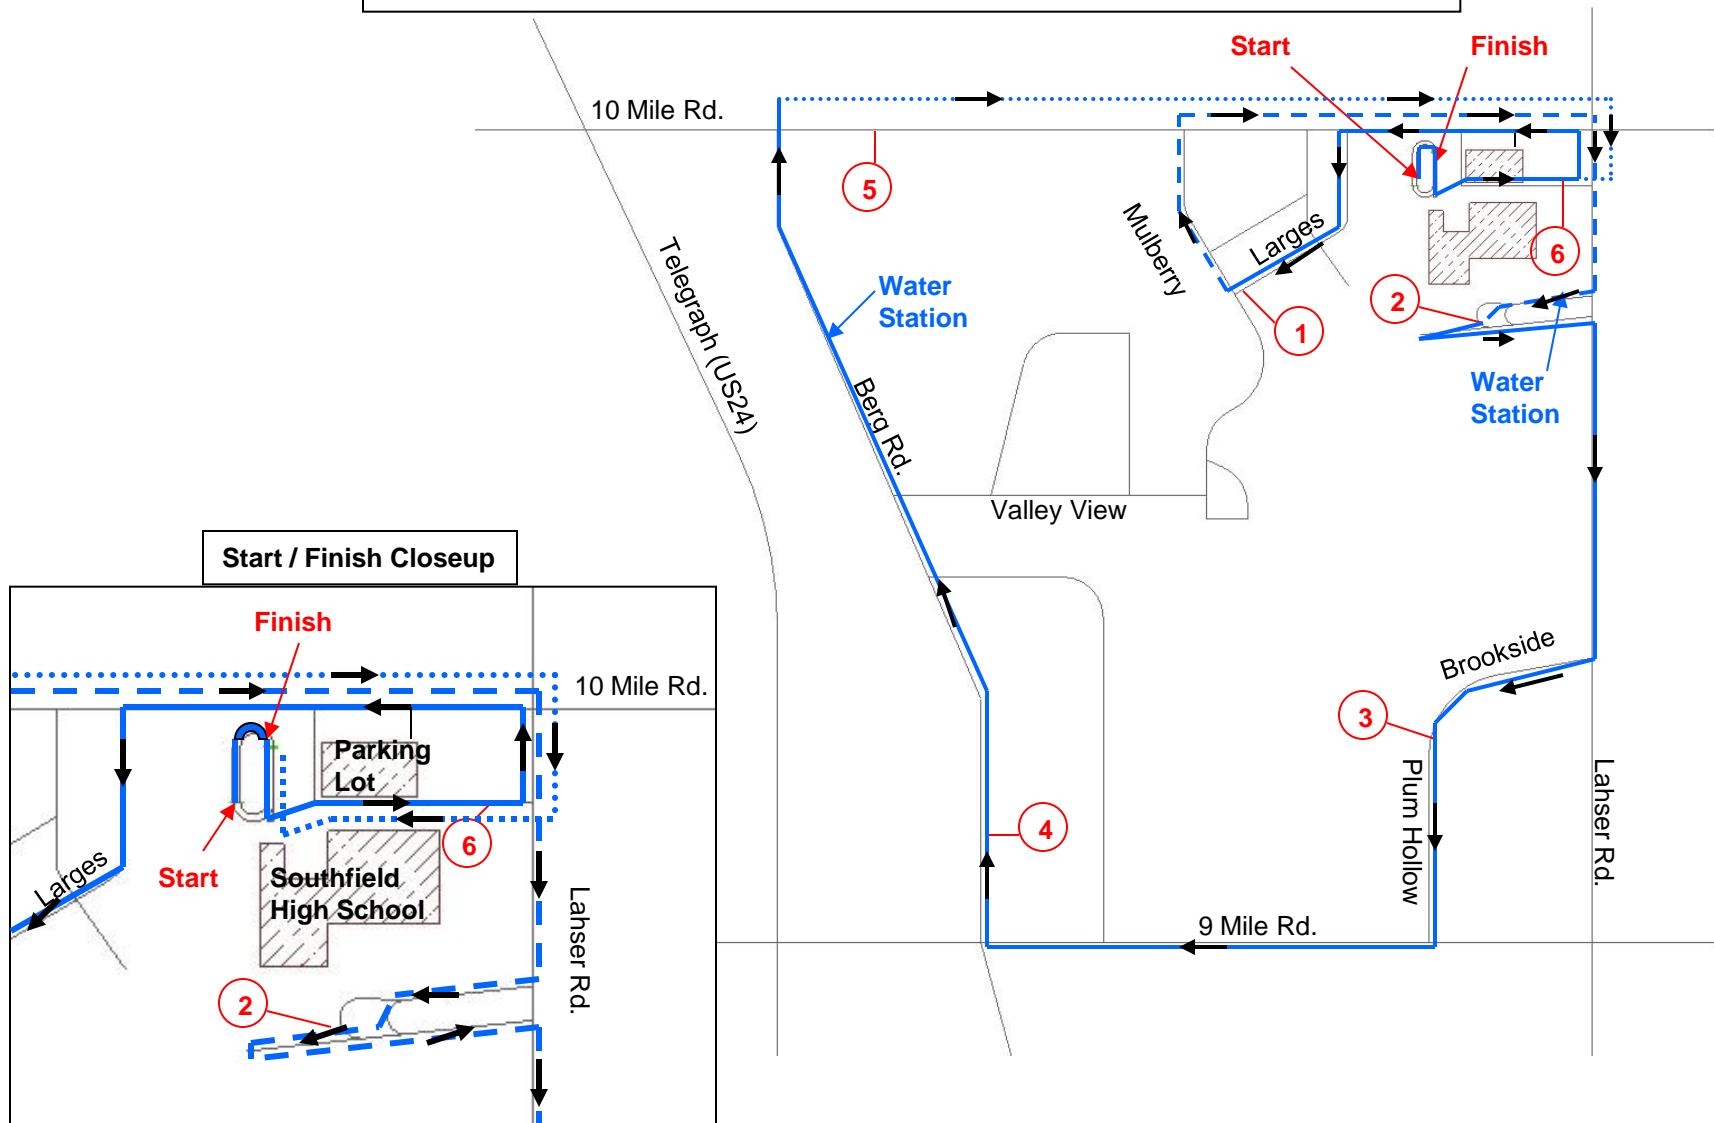 Start
Finish
10 Mile Rd.
5
Mulberry
Larges
6
Telegraph (US24)
Water
Station
2
1
Water
Station
Berg Rd.
Valley View
Brookside
3
Plum Hollow
Lahser Rd.
4
9 Mile Rd.
Start / Finish Closeup
Finish
10 Mile Rd.
Parking
Lot
6
Larges
Start
Southfield
High School
Lahser Rd.
2